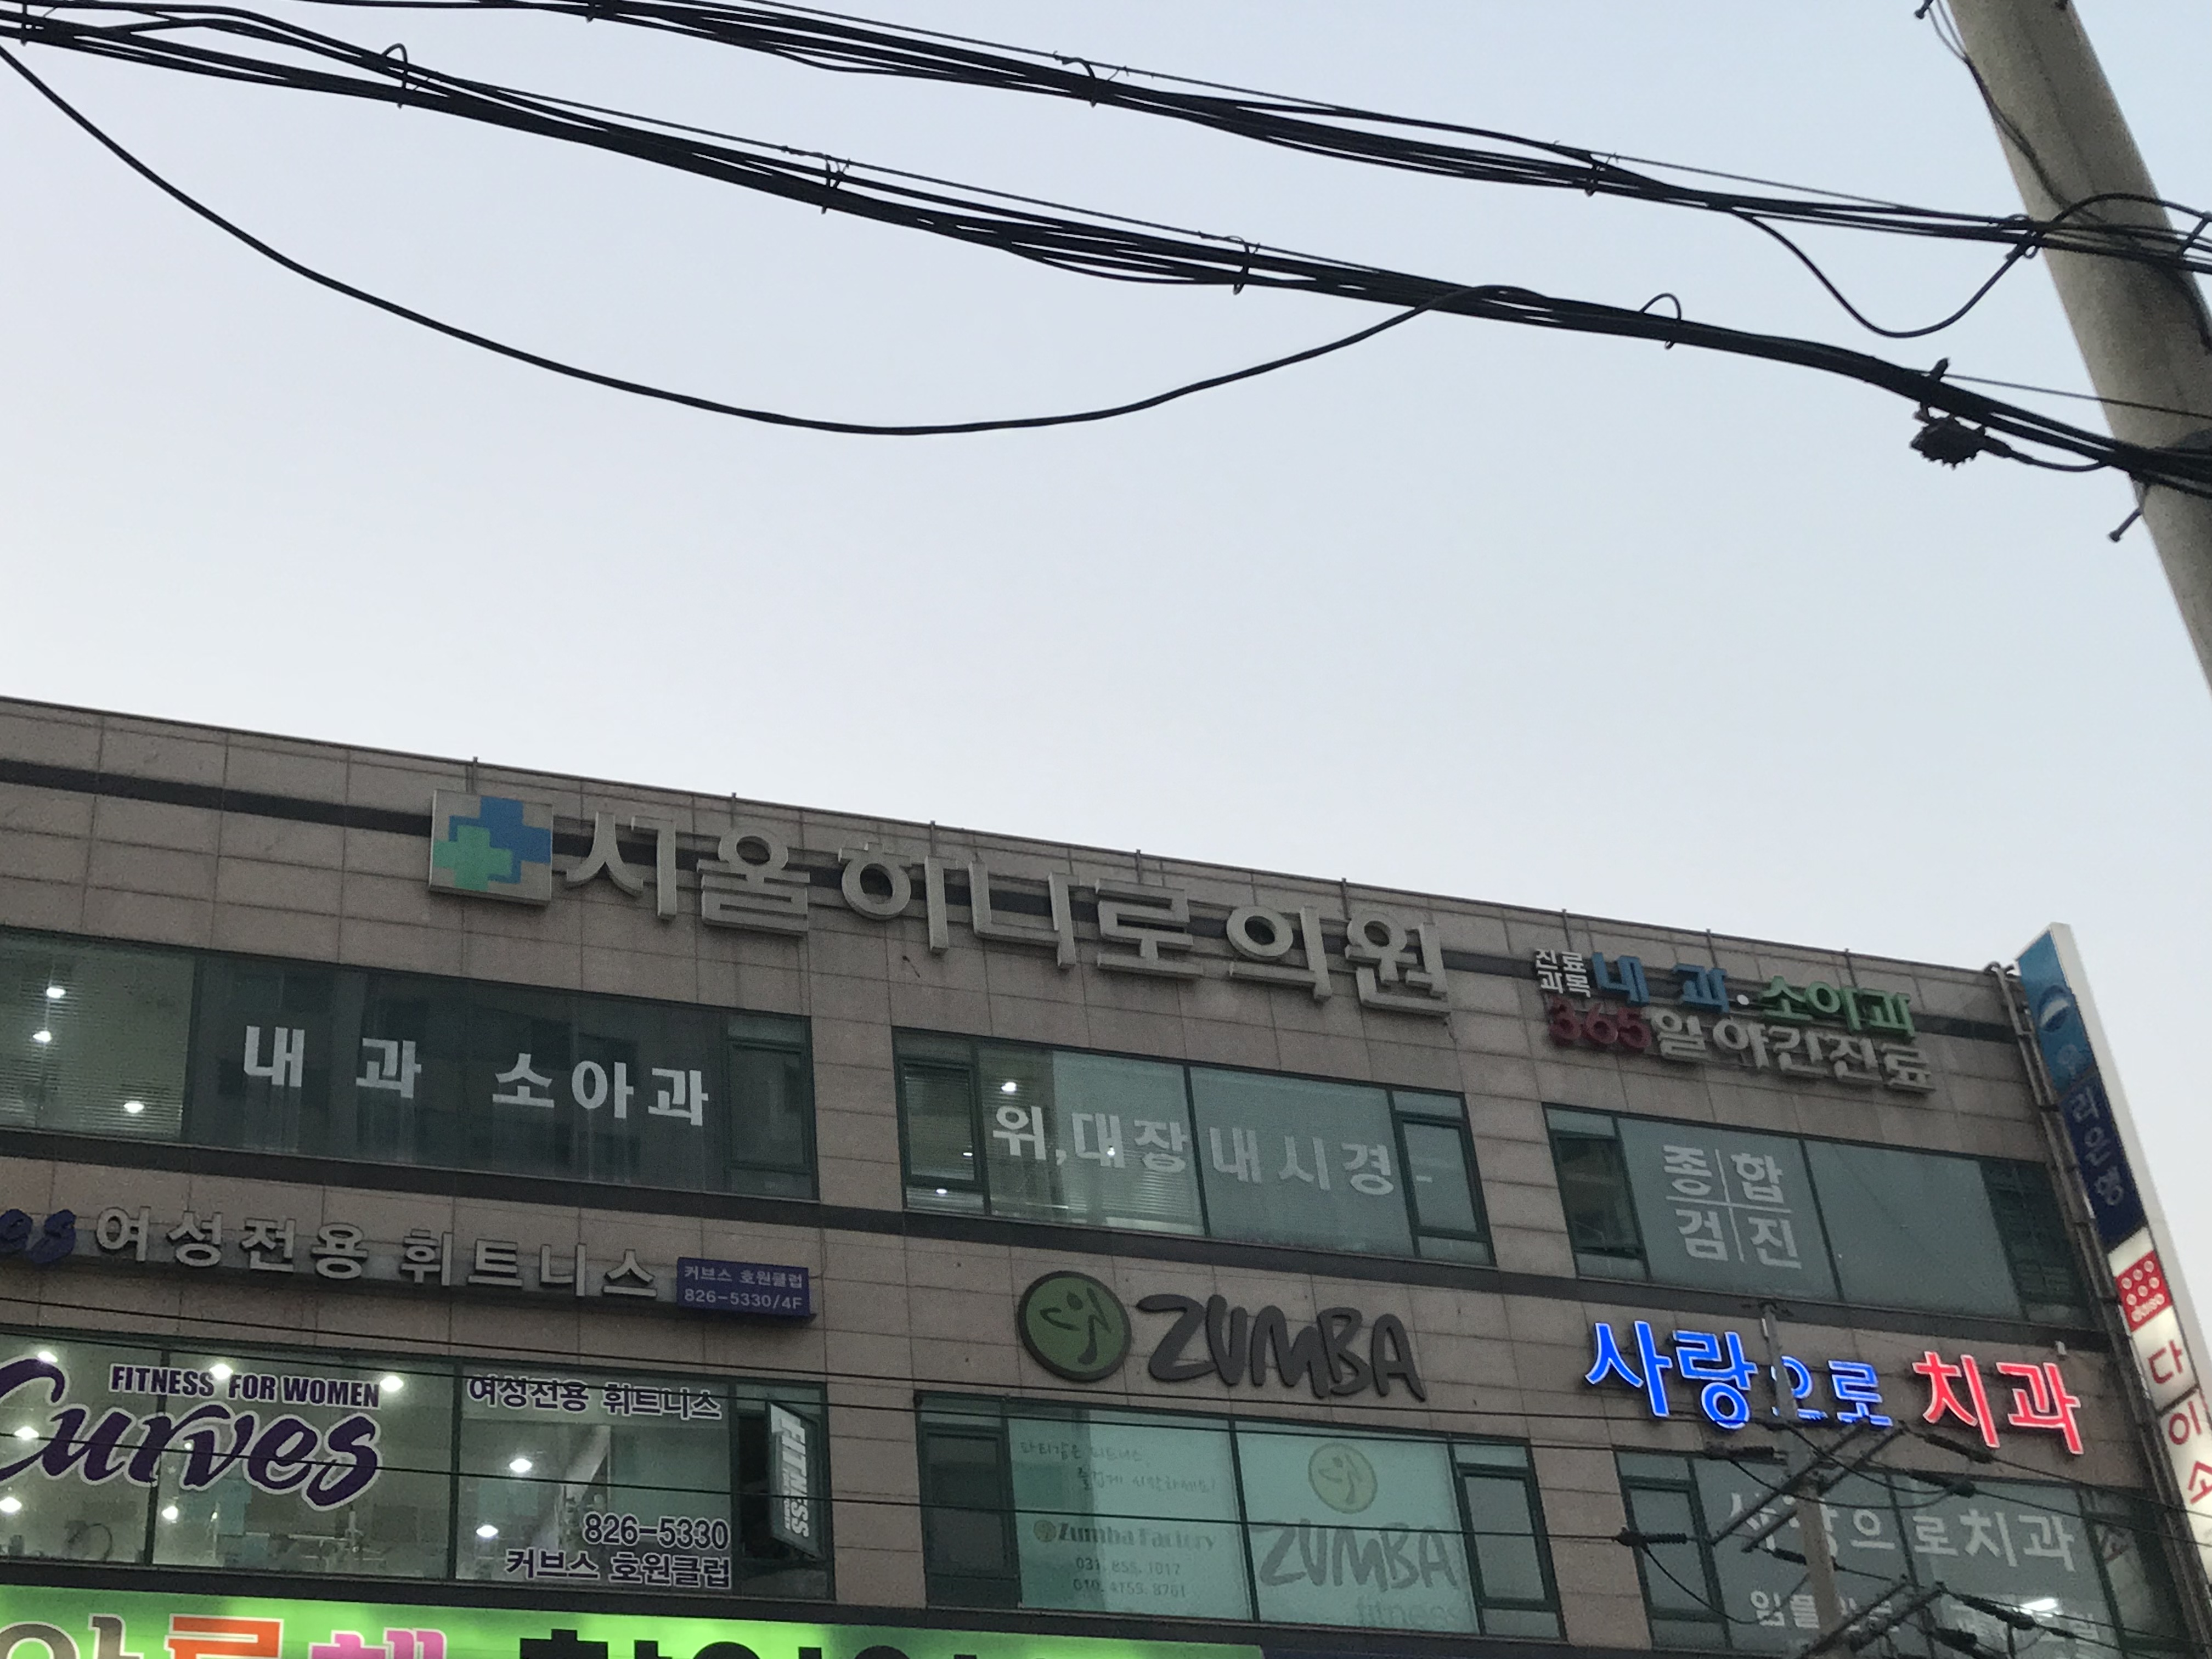 서울하나로의원
진료과목 내과·소아과
365일 야간진료
내 과 소아과
위,대장 내시경
종합
검진
여성전용 휘트니스
커브스 호원클럽
826-5330/4F
ZUMBA
사랑으로 치과
FITNESS FOR WOMEN
Curves
여성전용 휘트니스
FITNESS
826-5330
커브스 호원클럽
Zumba Factory
ZUMBA
fitness
사랑으로치과
다이소